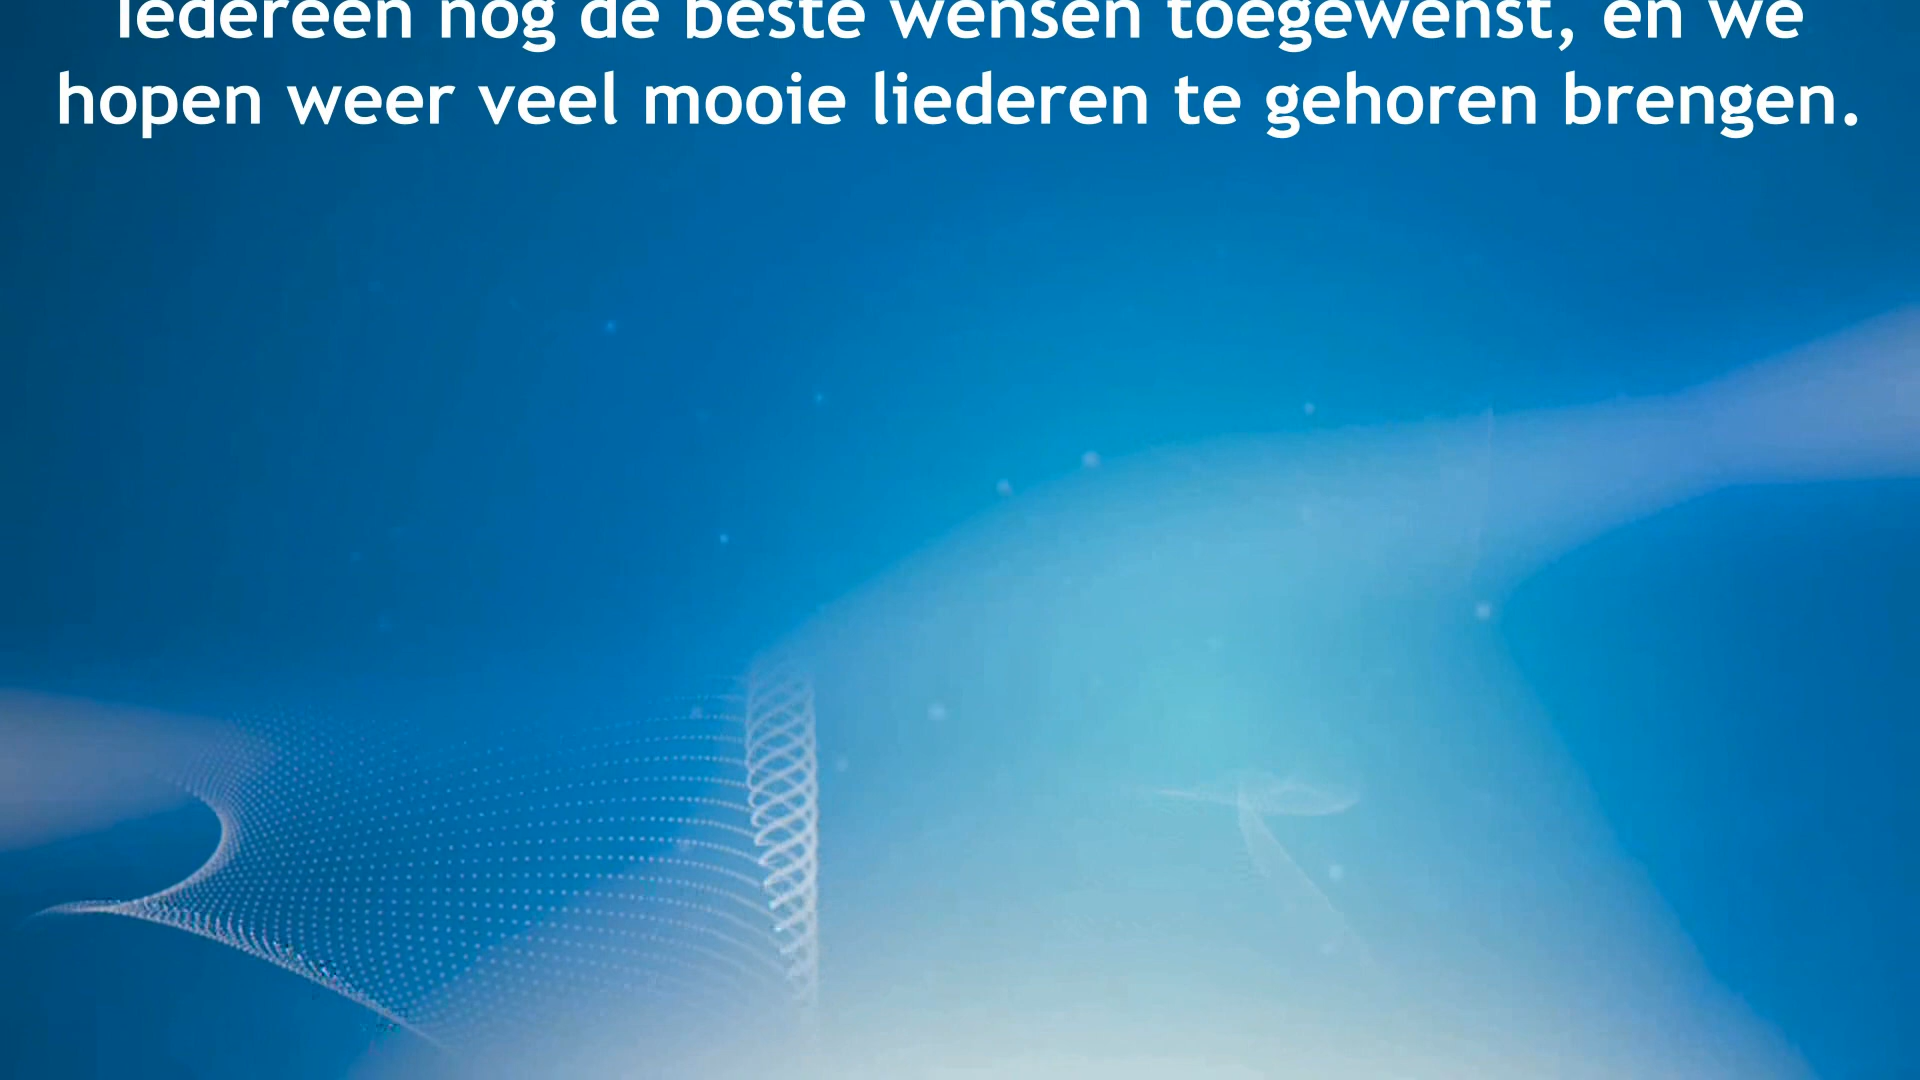 Iedereen nog de beste wensen toegewenst, en we
hopen weer veel mooie liederen te gehoren brengen.